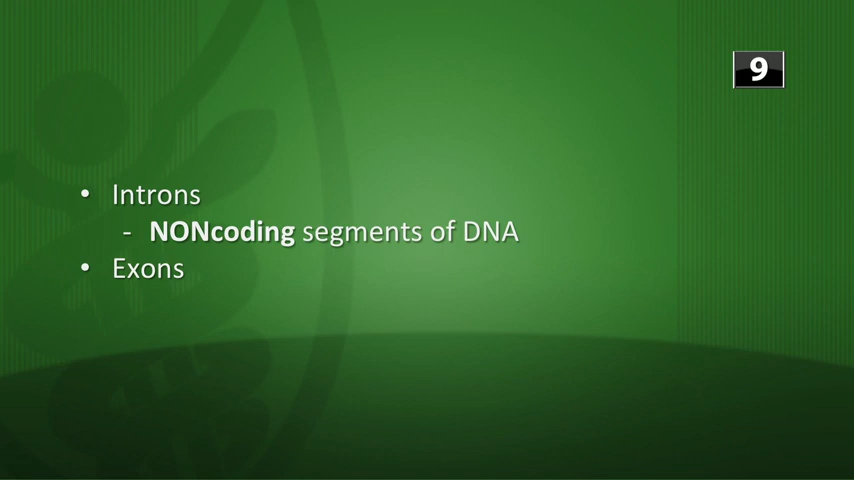 9
• Introns
- NONcoding segments of DNA
• Exons